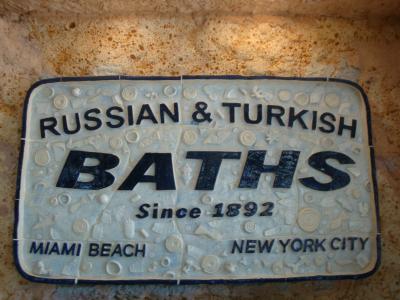 RUSSIAN & TURKISH
BATHS
Since 1892
MIAMI BEACH NEW YORK CITY